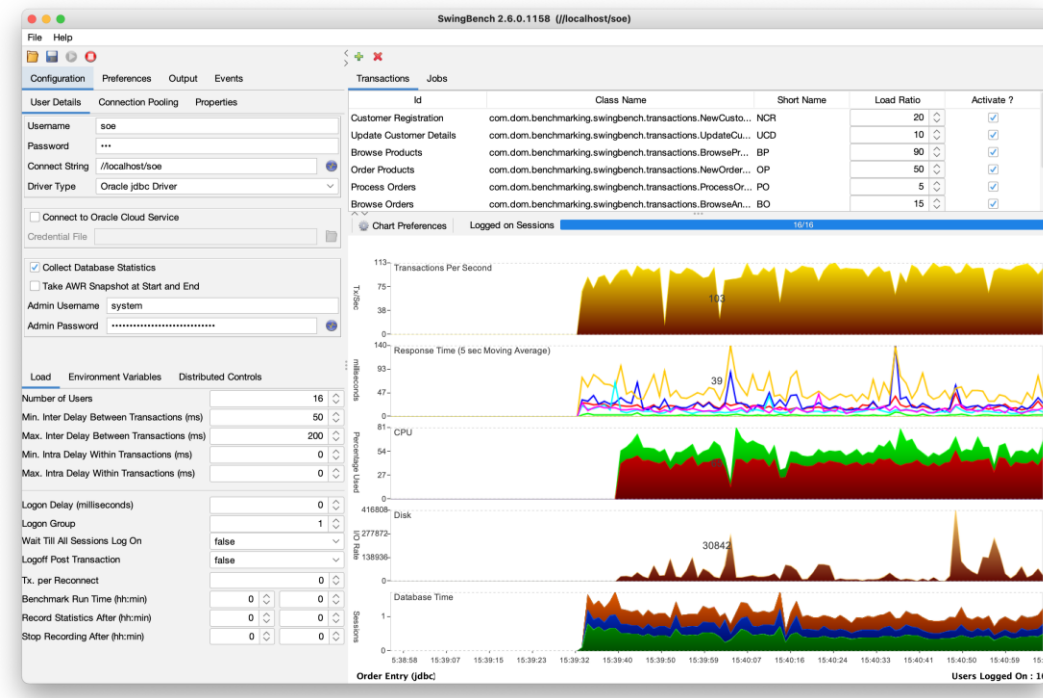 SwingBench 2.6.0.1158 (//localhost/soe)
File Help
Configuration Preferences Output Events
User Details Connection Pooling Properties
Username soe
Password •••
Connect String //localhost/soe
Driver Type Oracle jdbc Driver
Connect to Oracle Cloud Service
Credential File
Collect Database Statistics
Take AWR Snapshot at Start and End
Admin Username system
Admin Password
Load Environment Variables Distributed Controls
Number of Users 16
Min. Inter Delay Between Transactions (ms) 50
Max. Inter Delay Between Transactions (ms) 200
Min. Intra Delay Within Transactions (ms) 0
Max. Intra Delay Within Transactions (ms) 0
Logon Delay (milliseconds) 0
Logon Group 1
Wait Till All Sessions Log On false
Logoff Post Transaction false
Tx. per Reconnect 0
Benchmark Run Time (hh:min) 0 0
Record Statistics After (hh:min) 0 0
Stop Recording After (hh:min) 0 0
Transactions Jobs
Id Class Name Short Name Load Ratio Activate ?
Customer Registration com.dom.benchmarking.swingbench.transactions.NewCusto... NCR 20
Update Customer Details com.dom.benchmarking.swingbench.transactions.UpdateCu... UCD 10
Browse Products com.dom.benchmarking.swingbench.transactions.BrowsePr... BP 90
Order Products com.dom.benchmarking.swingbench.transactions.NewOrder... OP 50
Process Orders com.dom.benchmarking.swingbench.transactions.ProcessOr... PO 5
Browse Orders com.dom.benchmarking.swingbench.transactions.BrowseAn... BO 15
Chart Preferences Logged on Sessions 16/16
Transactions Per Second
Tx/Sec
113
75
38
0
103
Response Time (5 sec Moving Average)
milliseconds
140
93
47
0
39
CPU
Percentage Used
81
54
27
0
Disk
I/O Rate
416808
277872
138936
0
30842
Database Time
Sessions
1
0
5:38:58 15:39:07 15:39:15 15:39:23 15:39:32 15:39:40 15:39:50 15:39:59 15:40:07 15:40:16 15:40:24 15:40:33 15:40:41 15:40:50 15:40:59
Order Entry (jdbc) Users Logged On : 16